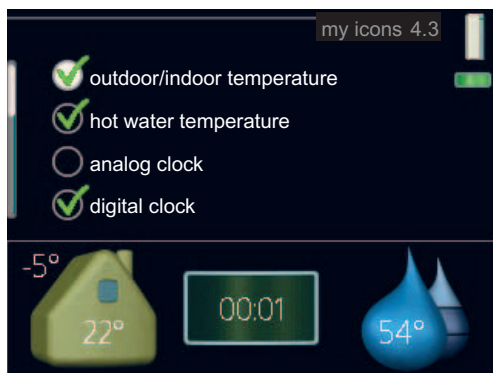 my icons 4.3
outdoor/indoor temperature
hot water temperature
analog clock
digital clock
-5°
22°
00:01
54°